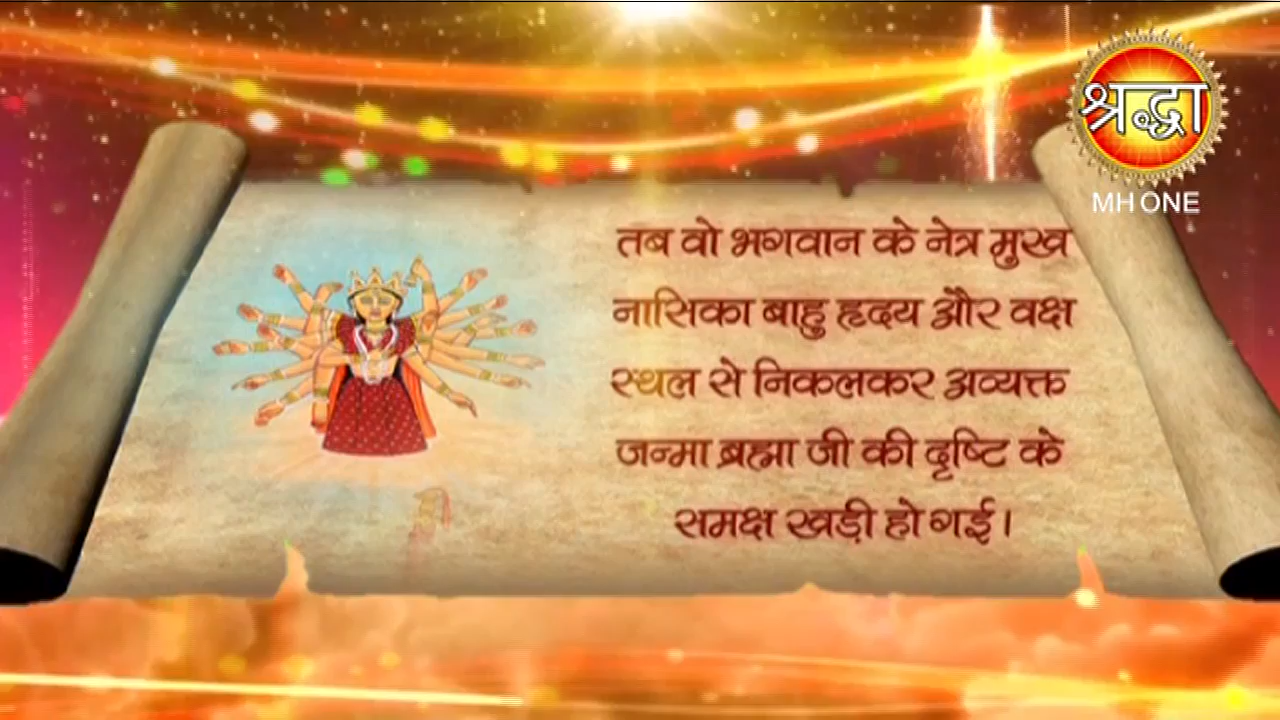 श्रद्धा
MH ONE
तब वो भगवान के नेत्र मुख
नासिका बाहु हृदय और वक्ष
स्थल से निकलकर अव्यक्त
जन्मा ब्रह्मा जी की दृष्टि के
समक्ष खड़ी हो गई।